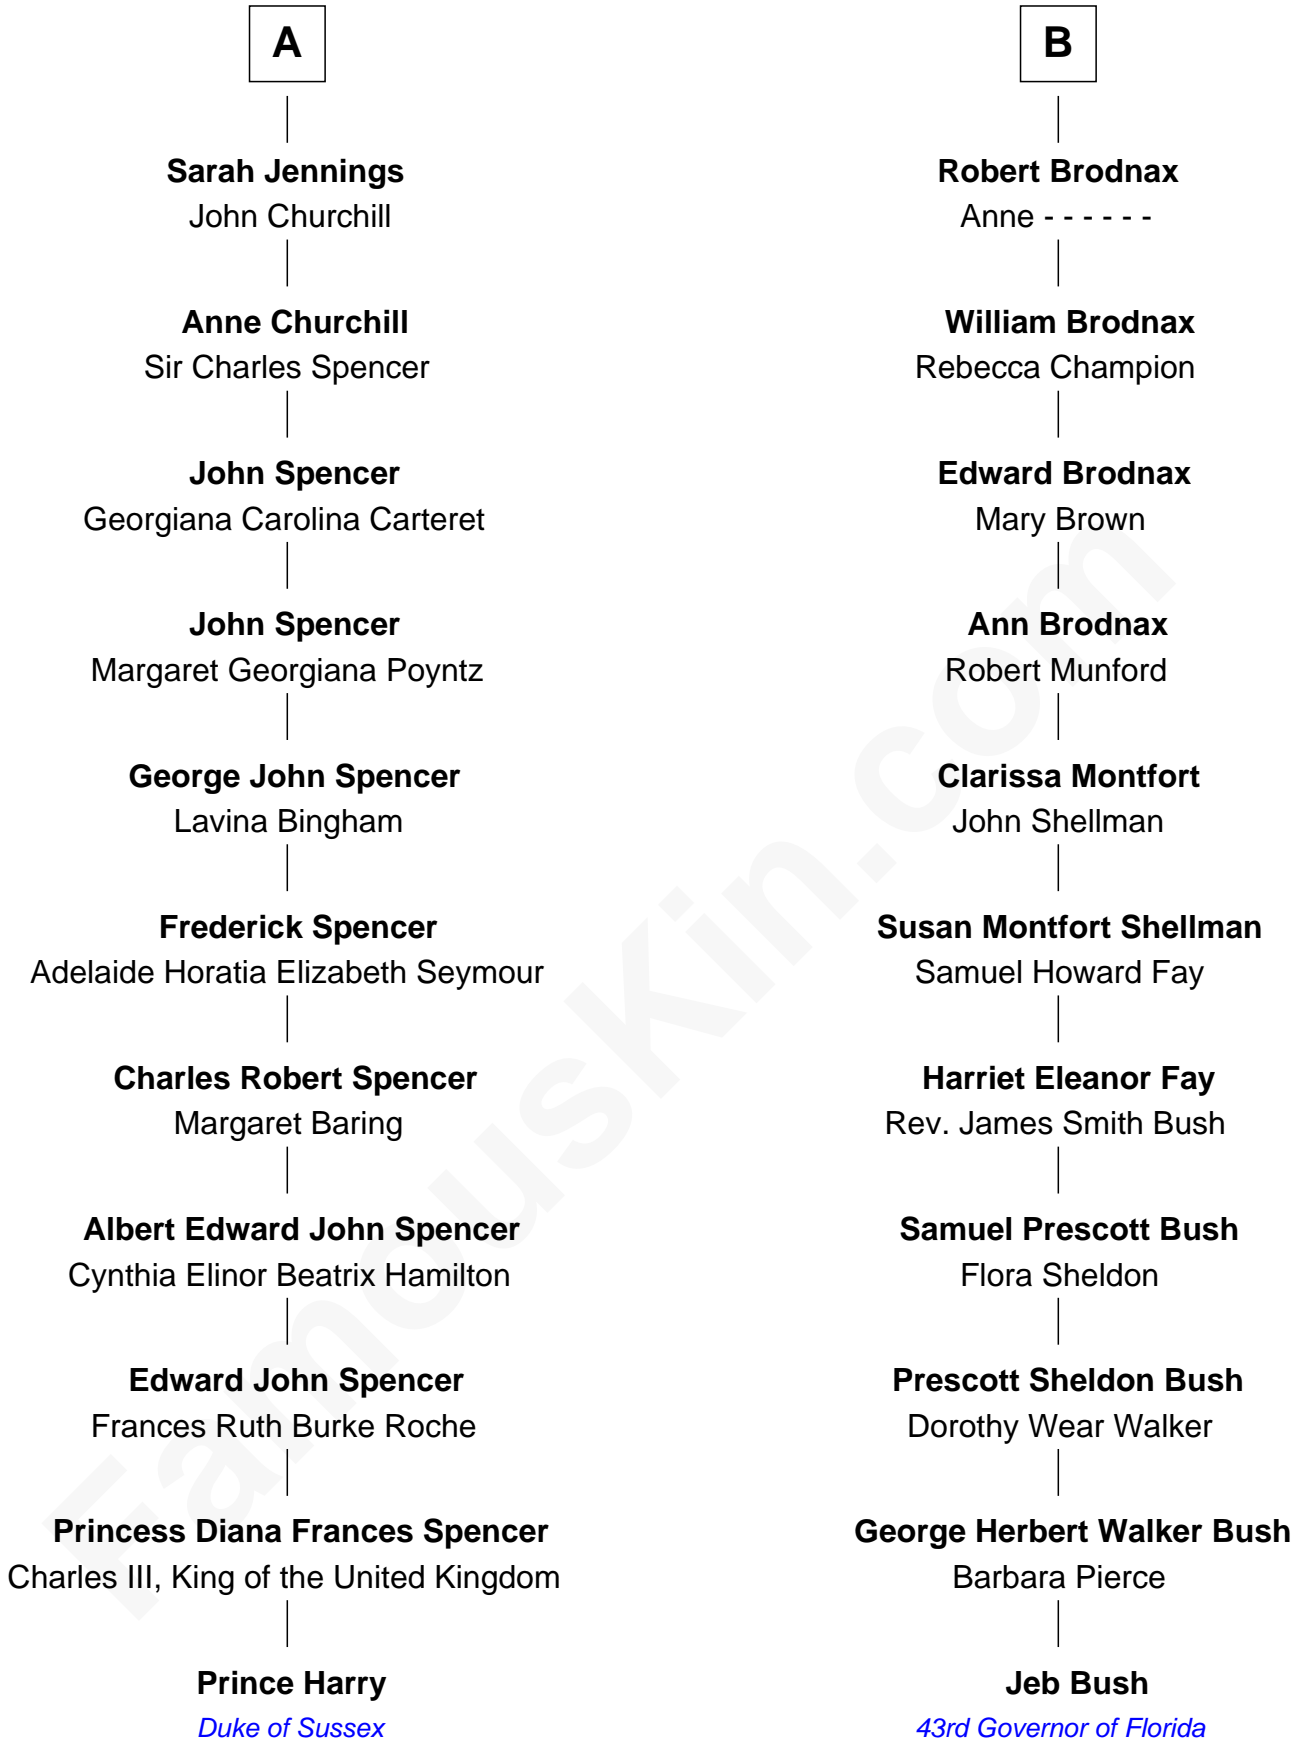 A
Sarah Jennings
John Churchill
Anne Churchill
Sir Charles Spencer
John Spencer
Georgiana Carolina Carteret
John Spencer
Margaret Georgiana Poyntz
George John Spencer
Lavina Bingham
Frederick Spencer
Adelaide Horatia Elizabeth Seymour
Charles Robert Spencer
Margaret Baring
Albert Edward John Spencer
Cynthia Elinor Beatrix Hamilton
Edward John Spencer
Frances Ruth Burke Roche
Princess Diana Frances Spencer
Charles III, King of the United Kingdom
Prince Harry
Duke of Sussex
B
Robert Brodnax
Anne - - - - - -
William Brodnax
Rebecca Champion
Edward Brodnax
Mary Brown
Ann Brodnax
Robert Munford
Clarissa Montfort
John Shellman
Susan Montfort Shellman
Samuel Howard Fay
Harriet Eleanor Fay
Rev. James Smith Bush
Samuel Prescott Bush
Flora Sheldon
Prescott Sheldon Bush
Dorothy Wear Walker
George Herbert Walker Bush
Barbara Pierce
Jeb Bush
43rd Governor of Florida
FamousKin.com